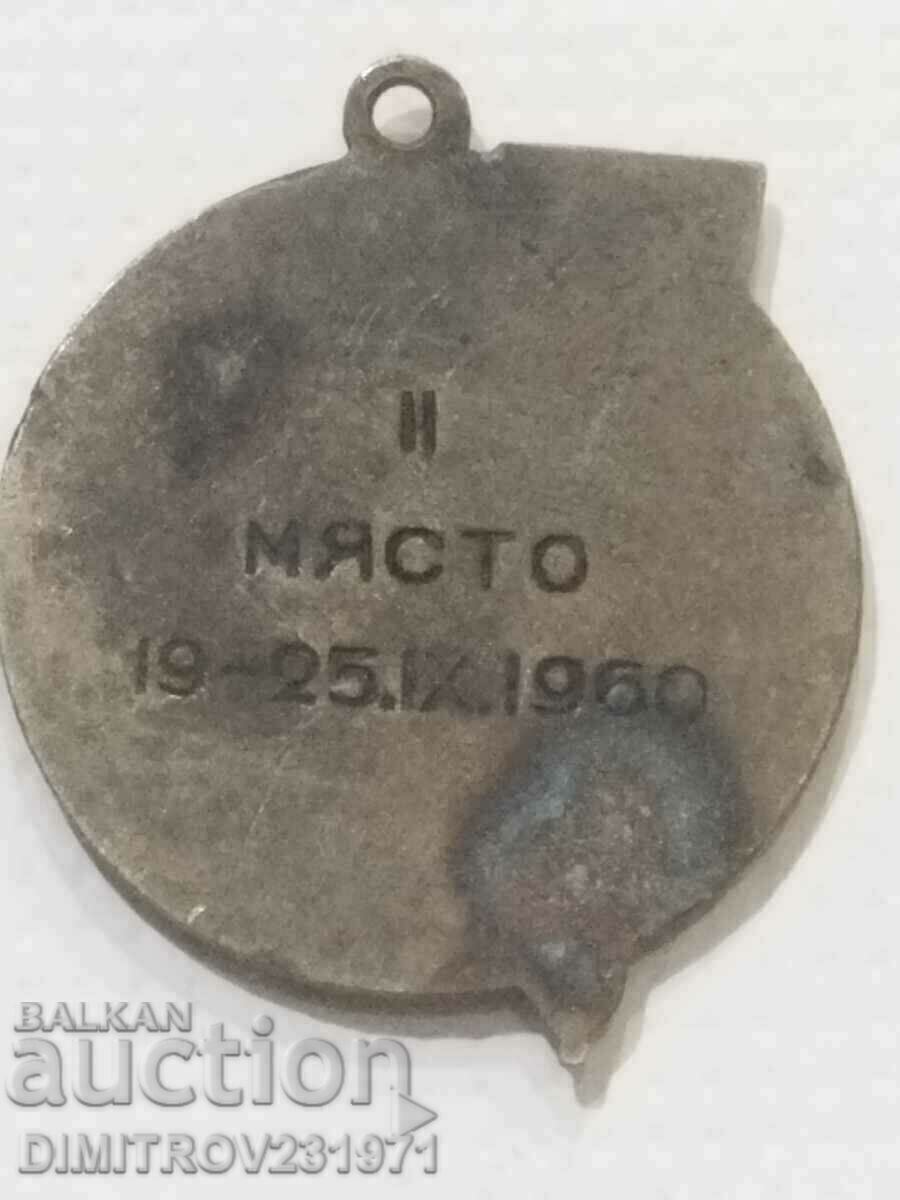 II
МЯСТО
19-25.IX.1960
BALKAN
auction
DIMITROV231971